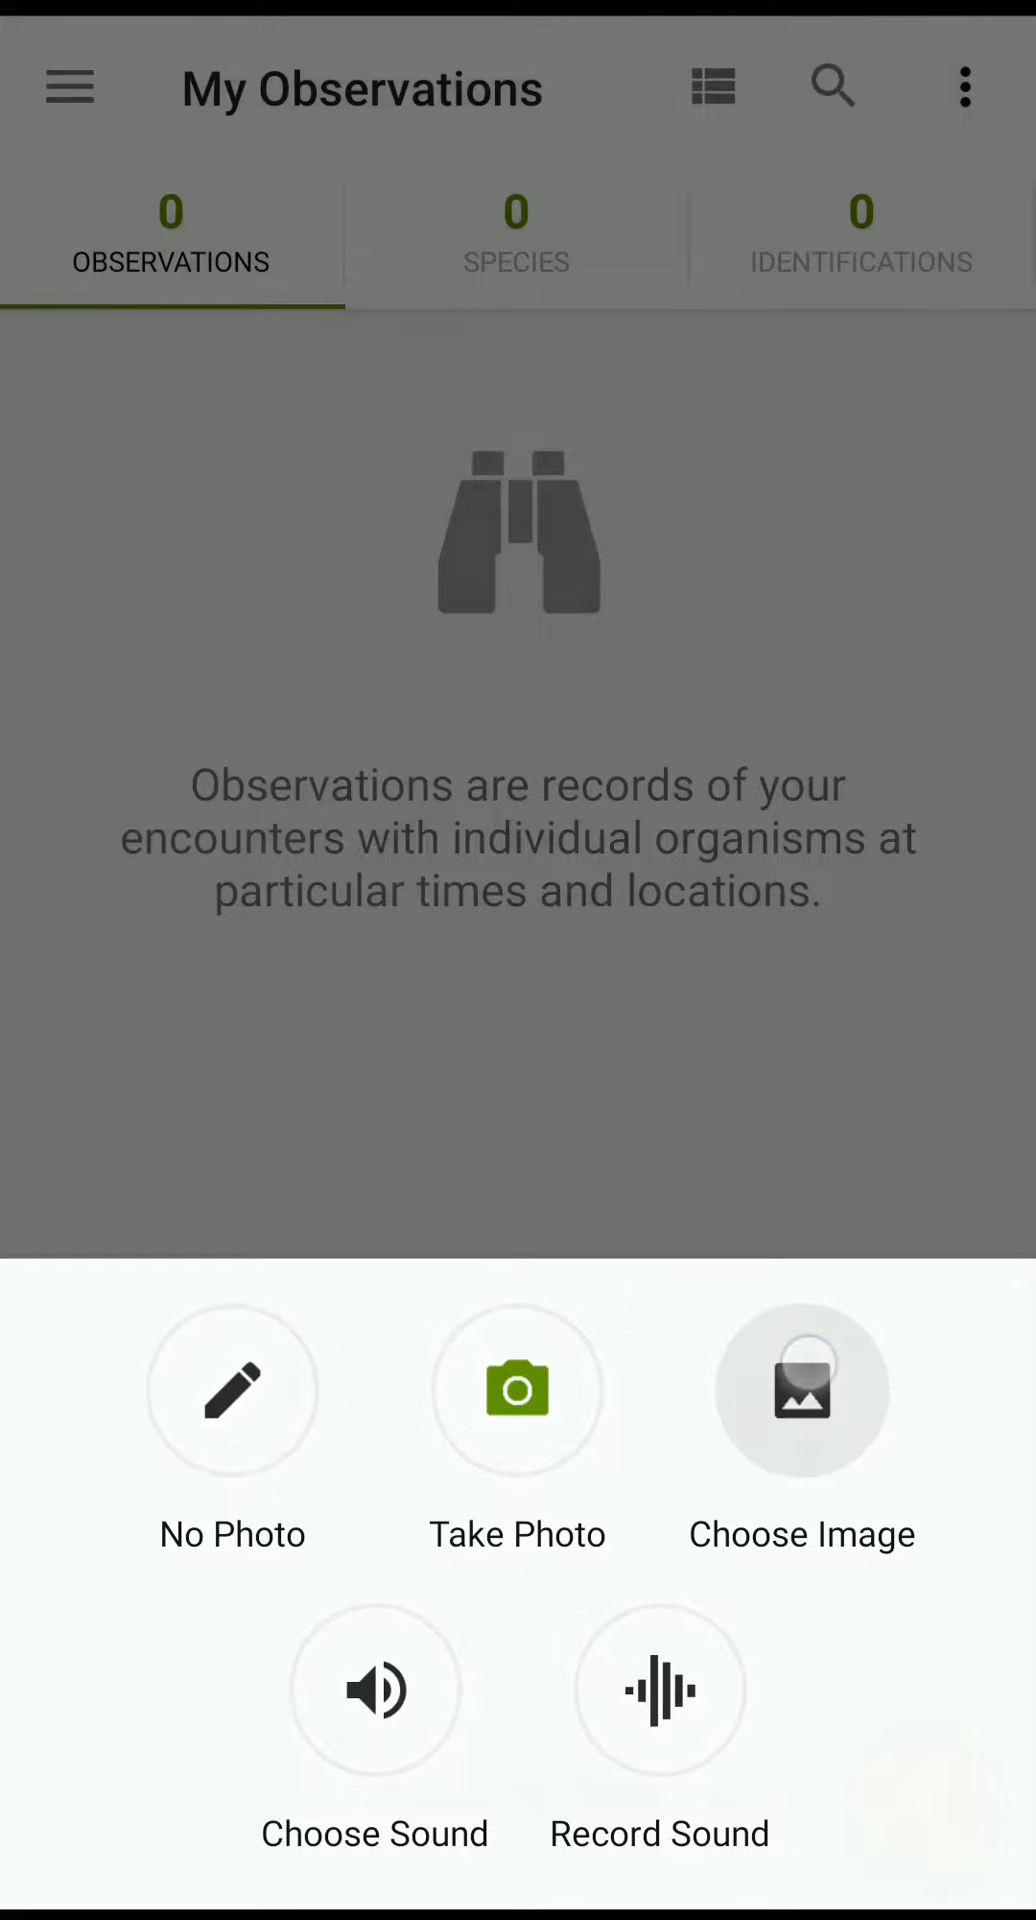 My Observations
0
OBSERVATIONS
0
SPECIES
0
IDENTIFICATIONS
Observations are records of your
encounters with individual organisms at
particular times and locations.
No Photo
Take Photo
Choose Image
Choose Sound
Record Sound